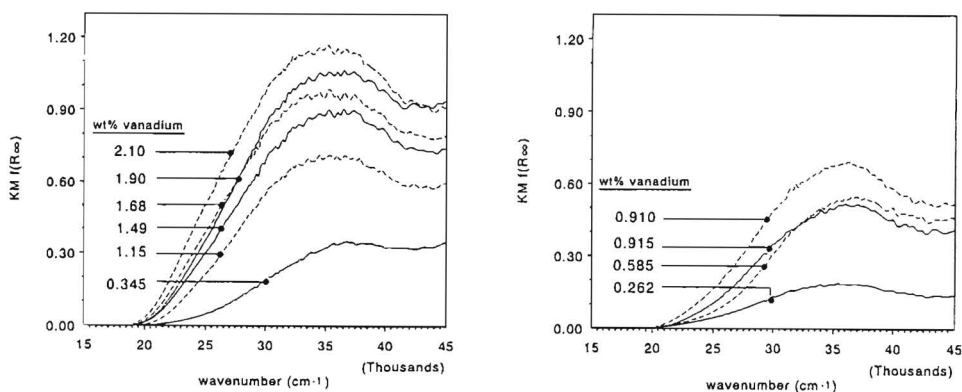 1.20
0.90
0.60
0.30
0.00
KM f(R∞)
wt% vanadium
2.10
1.90
1.68
1.49
1.15
0.345
15 20 25 30 35 40 45
(Thousands)
wavenumber (cm-1)
1.20
0.90
0.60
0.30
0.00
KM f(R∞)
wt% vanadium
0.910
0.915
0.585
0.262
15 20 25 30 35 40 45
(Thousands)
wavenumber (cm-1)